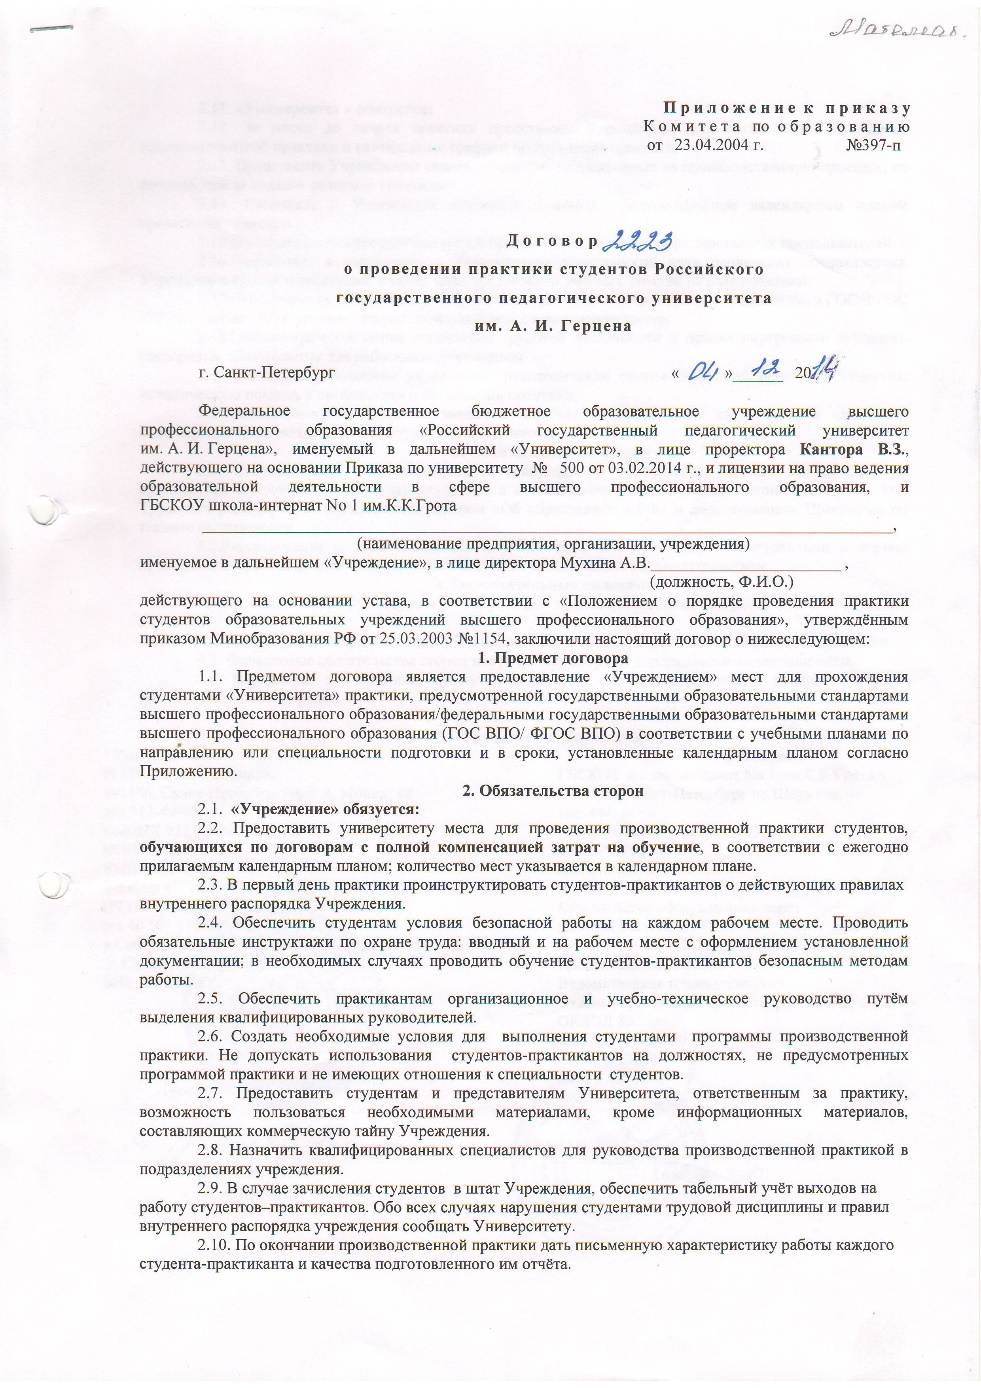 Приложение к приказу
Комитета по образованию
от 23.04.2004 г. №397-п
Договор 2223
о проведении практики студентов Российского
государственного педагогического университета
им. А. И. Герцена
г. Санкт-Петербург « 04 » 12 2014
Федеральное государственное бюджетное образовательное учреждение высшего
профессионального образования «Российский государственный педагогический университет
им. А. И. Герцена», именуемый в дальнейшем «Университет», в лице проректора Кантора В.З.,
действующего на основании Приказа по университету № 500 от 03.02.2014 г., и лицензии на право ведения
образовательной деятельности в сфере высшего профессионального образования, и
ГБСКОУ школа-интернат No 1 им.К.К.Грота
,
(наименование предприятия, организации, учреждения)
именуемое в дальнейшем «Учреждение», в лице директора Мухина А.В. ,
(должность, Ф.И.О.)
действующего на основании устава, в соответствии с «Положением о порядке проведения практики
студентов образовательных учреждений высшего профессионального образования», утверждённым
приказом Минобразования РФ от 25.03.2003 №1154, заключили настоящий договор о нижеследующем:
1. Предмет договора
1.1. Предметом договора является предоставление «Учреждением» мест для прохождения
студентами «Университета» практики, предусмотренной государственными образовательными стандартами
высшего профессионального образования/федеральными государственными образовательными стандартами
высшего профессионального образования (ГОС ВПО/ ФГОС ВПО) в соответствии с учебными планами по
направлению или специальности подготовки и в сроки, установленные календарным планом согласно
Приложению.
2. Обязательства сторон
2.1. «Учреждение» обязуется:
2.2. Предоставить университету места для проведения производственной практики студентов,
обучающихся по договорам с полной компенсацией затрат на обучение, в соответствии с ежегодно
прилагаемым календарным планом; количество мест указывается в календарном плане.
2.3. В первый день практики проинструктировать студентов-практикантов о действующих правилах
внутреннего распорядка Учреждения.
2.4. Обеспечить студентам условия безопасной работы на каждом рабочем месте. Проводить
обязательные инструктажи по охране труда: вводный и на рабочем месте с оформлением установленной
документации; в необходимых случаях проводить обучение студентов-практикантов безопасным методам
работы.
2.5. Обеспечить практикантам организационное и учебно-техническое руководство путём
выделения квалифицированных руководителей.
2.6. Создать необходимые условия для выполнения студентами программы производственной
практики. Не допускать использования студентов-практикантов на должностях, не предусмотренных
программой практики и не имеющих отношения к специальности студентов.
2.7. Предоставить студентам и представителям Университета, ответственным за практику,
возможность пользоваться необходимыми материалами, кроме информационных материалов,
составляющих коммерческую тайну Учреждения.
2.8. Назначить квалифицированных специалистов для руководства производственной практикой в
подразделениях учреждения.
2.9. В случае зачисления студентов в штат Учреждения, обеспечить табельный учёт выходов на
работу студентов–практикантов. Обо всех случаях нарушения студентами трудовой дисциплины и правил
внутреннего распорядка учреждения сообщать Университету.
2.10. По окончании производственной практики дать письменную характеристику работы каждого
студента-практиканта и качества подготовленного им отчёта.